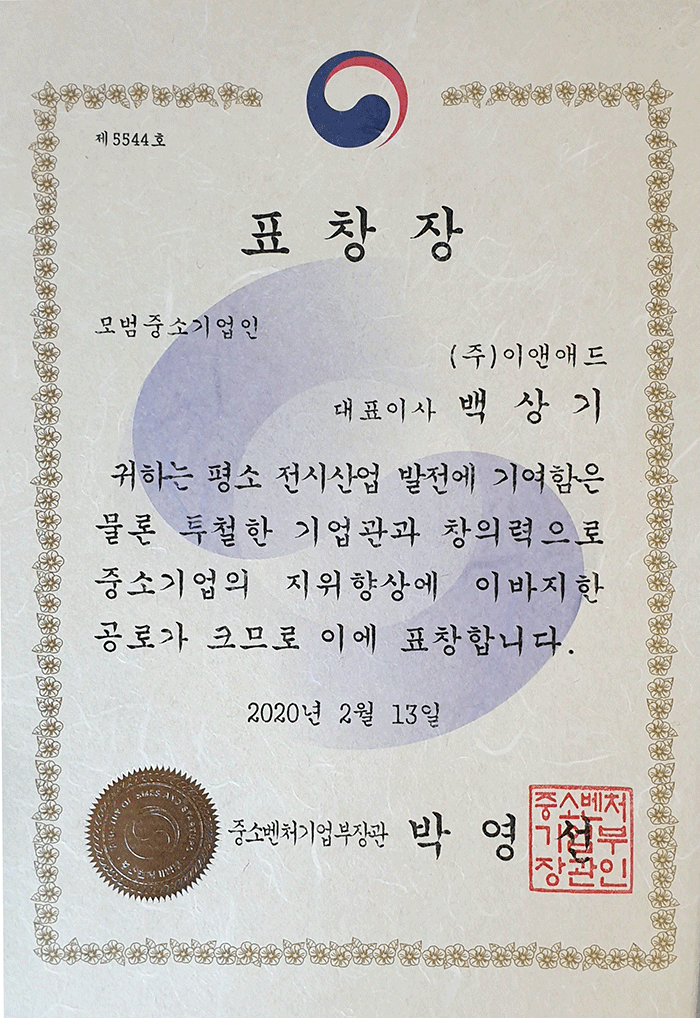 제 5544 호
표 창 장
모범중소기업인
(주)이앤애드
대표이사 백 상 기
귀하는 평소 전시산업 발전에 기여함은
물론 투철한 기업관과 창의력으로
중소기업의 지위향상에 이바지한
공로가 크므로 이에 표창합니다.
2020년 2월 13일
중소벤처기업부장관 박 영 선
중소벤처
기업부
장관인